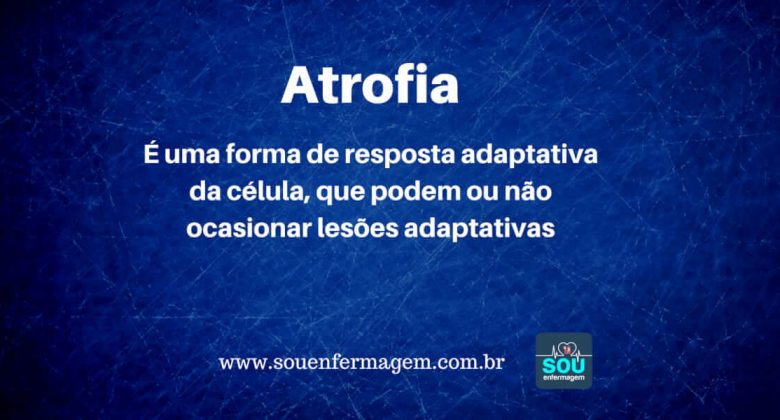 Atrofia
É uma forma de resposta adaptativa
da célula, que podem ou não
ocasionar lesões adaptativas
www.souenfermagem.com.br
SOU
enfermagem